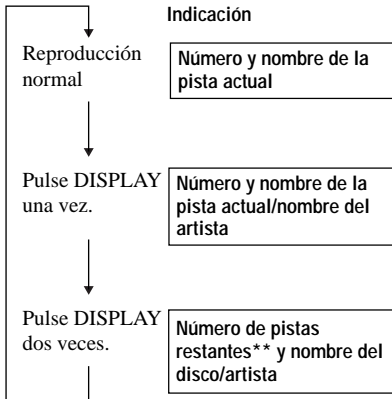 Indicación
Reproducción
normal
Número y nombre de la
pista actual
Pulse DISPLAY
una vez.
Número y nombre de la
pista actual/nombre del
artista
Pulse DISPLAY
dos veces.
Número de pistas
restantes** y nombre del
disco/artista